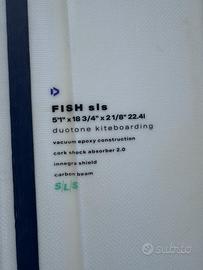 FISH sls
5'1" x 18 3/4" x 2 1/8" 22.4l
duotone kiteboarding
vacuum epoxy construction
cork shock absorber 2.0
innegra shield
carbon beam
S/L/S
subito